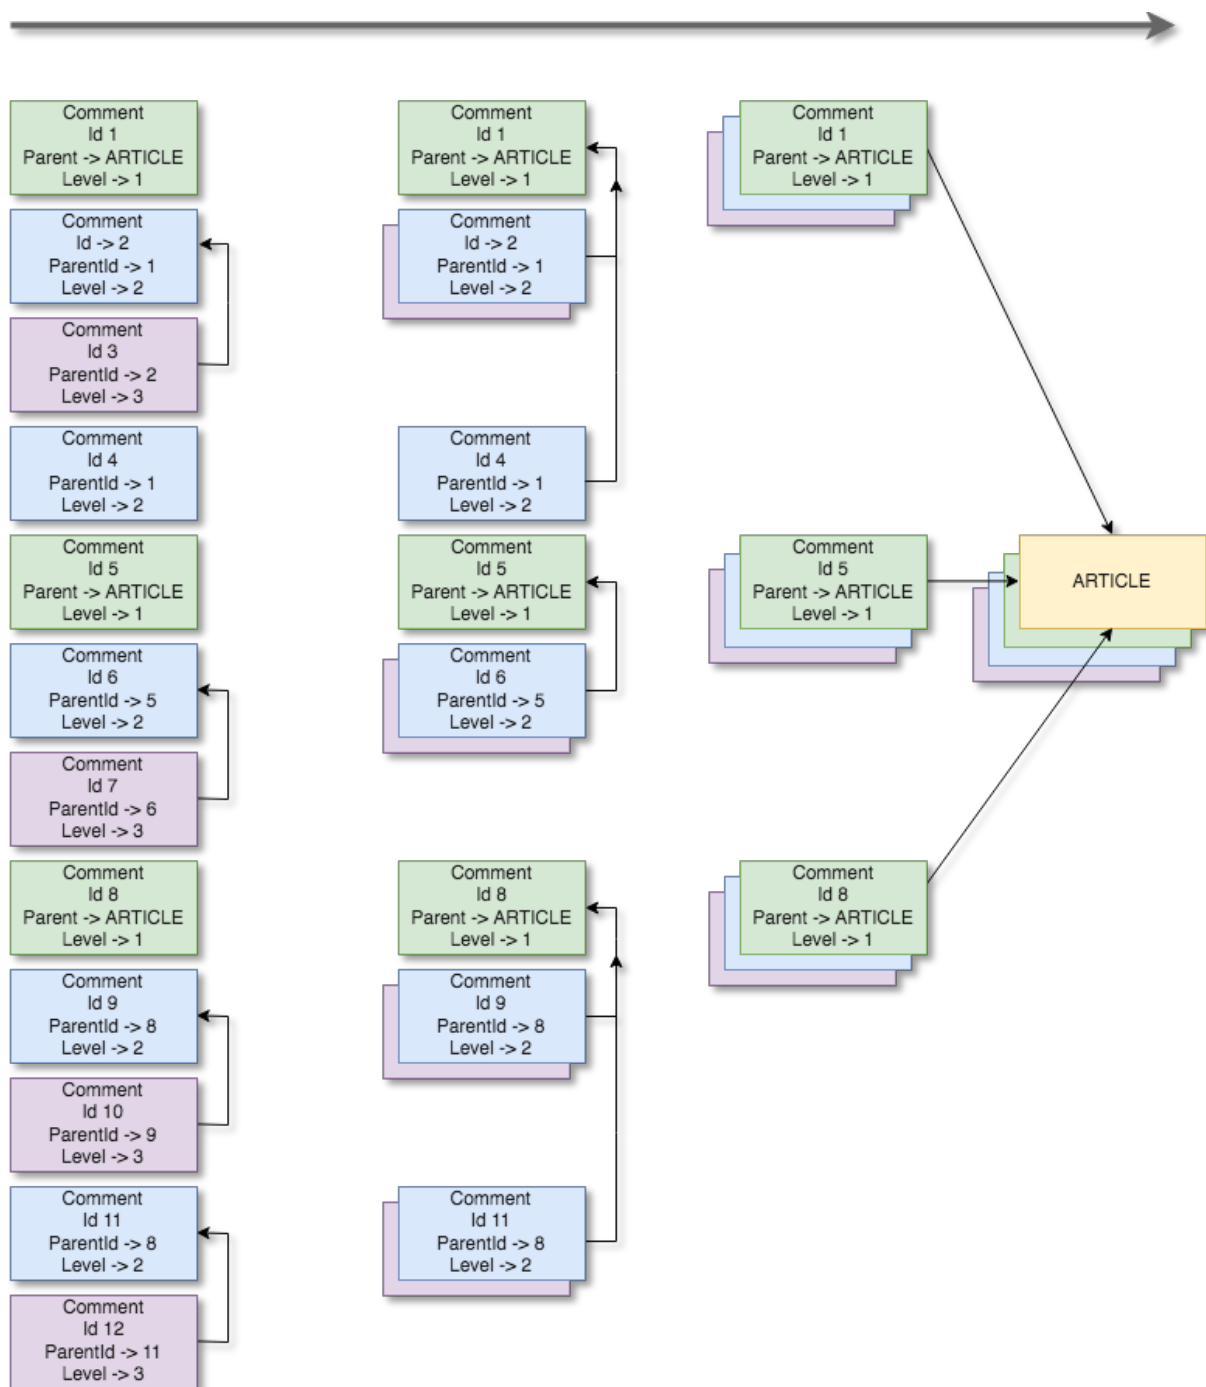 Comment
Id 1
Parent -> ARTICLE
Level -> 1
Comment
Id -> 2
ParentId -> 1
Level -> 2
Comment
Id 3
ParentId -> 2
Level -> 3
Comment
Id 4
ParentId -> 1
Level -> 2
Comment
Id 5
Parent -> ARTICLE
Level -> 1
Comment
Id 6
ParentId -> 5
Level -> 2
Comment
Id 7
ParentId -> 6
Level -> 3
Comment
Id 8
Parent -> ARTICLE
Level -> 1
Comment
Id 9
ParentId -> 8
Level -> 2
Comment
Id 10
ParentId -> 9
Level -> 3
Comment
Id 11
ParentId -> 8
Level -> 2
Comment
Id 12
ParentId -> 11
Level -> 3
Comment
Id 1
Parent -> ARTICLE
Level -> 1
Comment
Id -> 2
ParentId -> 1
Level -> 2
Comment
Id 4
ParentId -> 1
Level -> 2
Comment
Id 5
Parent -> ARTICLE
Level -> 1
Comment
Id 6
ParentId -> 5
Level -> 2
Comment
Id 8
Parent -> ARTICLE
Level -> 1
Comment
Id 9
ParentId -> 8
Level -> 2
Comment
Id 11
ParentId -> 8
Level -> 2
Comment
Id 1
Parent -> ARTICLE
Level -> 1
Comment
Id 5
Parent -> ARTICLE
Level -> 1
Comment
Id 8
Parent -> ARTICLE
Level -> 1
ARTICLE